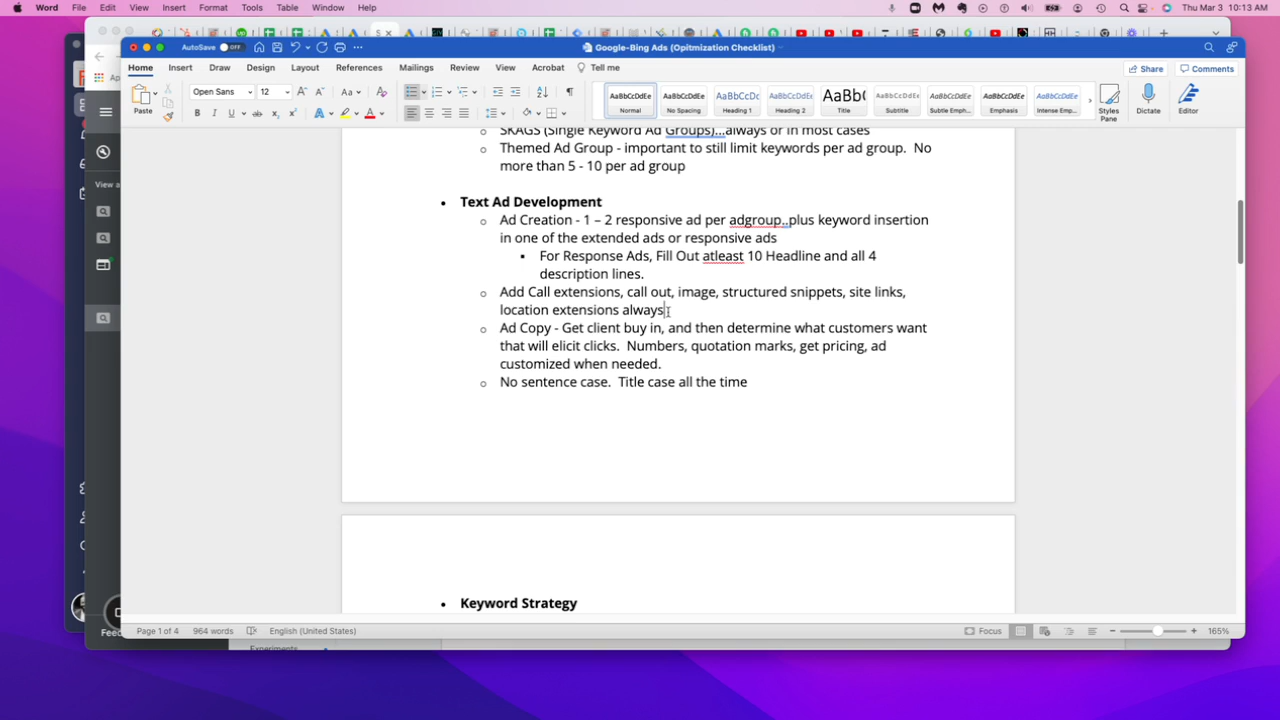 Word File Edit View Insert Format Tools Table Window Help Thu Mar 3 10:13 AM
AutoSave OFF Google-Bing Ads (Opitmization Checklist)
Home Insert Draw Design Layout References Mailings Review View Acrobat Tell me Share Comments
Paste
Open Sans 12
AaBbCcDdEe AaBbCcDdEe AaBbCcDc AaBbCcDdEe AaBb( AaBbCcDdEe AaBbCcDdEe AaBbCcDdEe AaBbCcDdEe
Normal No Spacing Heading 1 Heading 2 Title Subtitle Subtle Emph... Emphasis Intense Emp...
Styles Pane
Dictate
Editor
View a
SKAGS (Single Keyword Ad Groups)...always or in most cases
Themed Ad Group - important to still limit keywords per ad group. No
more than 5 - 10 per ad group
Text Ad Development
Ad Creation - 1 – 2 responsive ad per adgroup..plus keyword insertion
in one of the extended ads or responsive ads
For Response Ads, Fill Out atleast 10 Headline and all 4
description lines.
Add Call extensions, call out, image, structured snippets, site links,
location extensions always
Ad Copy - Get client buy in, and then determine what customers want
that will elicit clicks. Numbers, quotation marks, get pricing, ad
customized when needed.
No sentence case. Title case all the time
Keyword Strategy
Page 1 of 4 964 words English (United States) Focus 165%
Experiments